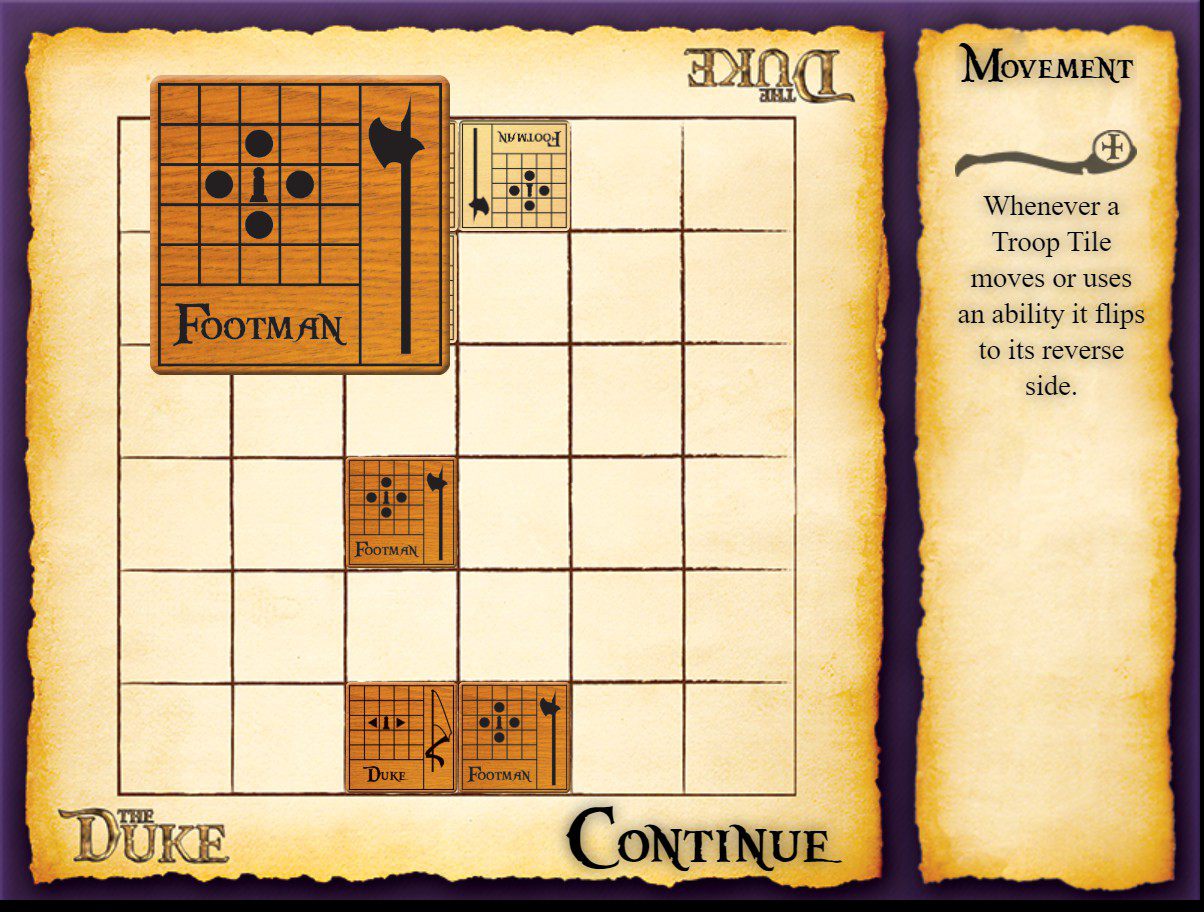 THE
DUKE
MOVEMENT
FOOTMAN
FOOTMAN
Whenever a
Troop Tile
moves or uses
an ability it flips
to its reverse
side.
FOOTMAN
DUKE
FOOTMAN
THE
DUKE
CONTINUE